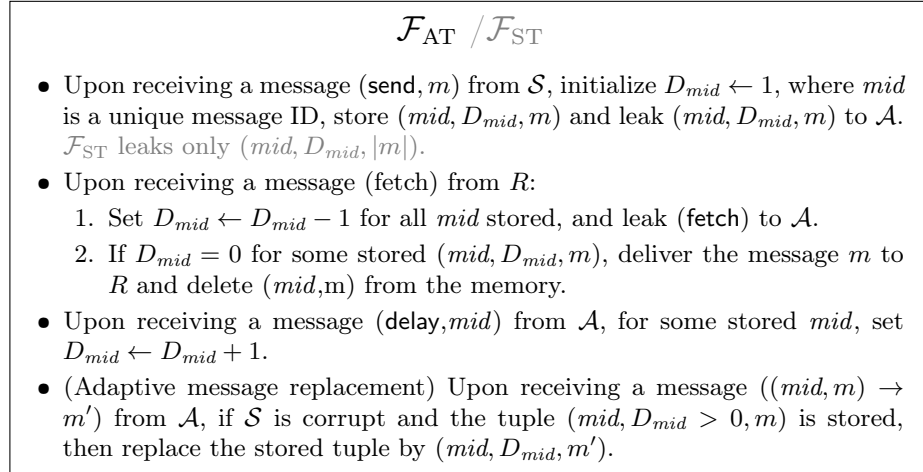 𝓕_AT / 𝓕_ST
• Upon receiving a message (send, m) from 𝒮, initialize D_mid ← 1, where mid
is a unique message ID, store (mid, D_mid, m) and leak (mid, D_mid, m) to 𝒜.
𝓕_ST leaks only (mid, D_mid, |m|).
• Upon receiving a message (fetch) from R:
1. Set D_mid ← D_mid − 1 for all mid stored, and leak (fetch) to 𝒜.
2. If D_mid = 0 for some stored (mid, D_mid, m), deliver the message m to
R and delete (mid,m) from the memory.
• Upon receiving a message (delay,mid) from 𝒜, for some stored mid, set
D_mid ← D_mid + 1.
• (Adaptive message replacement) Upon receiving a message ((mid, m) →
m′) from 𝒜, if 𝒮 is corrupt and the tuple (mid, D_mid > 0, m) is stored,
then replace the stored tuple by (mid, D_mid, m′).